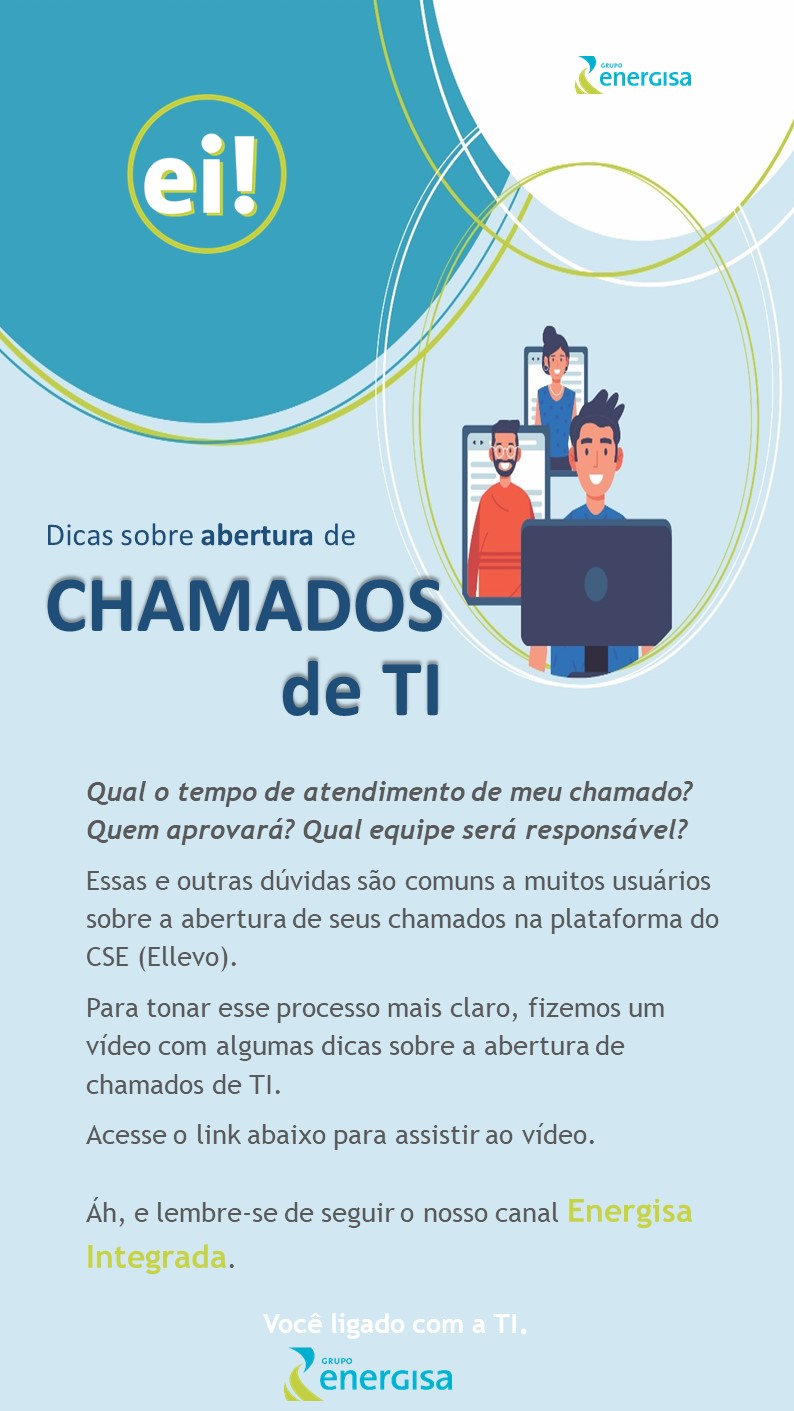 GRUPO
energisa
ei!
Dicas sobre abertura de
CHAMADOS
de TI
Qual o tempo de atendimento de meu chamado?
Quem aprovará? Qual equipe será responsável?
Essas e outras dúvidas são comuns a muitos usuários
sobre a abertura de seus chamados na plataforma do
CSE (Ellevo).
Para tonar esse processo mais claro, fizemos um
vídeo com algumas dicas sobre a abertura de
chamados de TI.
Acesse o link abaixo para assistir ao vídeo.
Áh, e lembre-se de seguir o nosso canal Energisa
Integrada.
Você ligado com a TI.
GRUPO
energisa